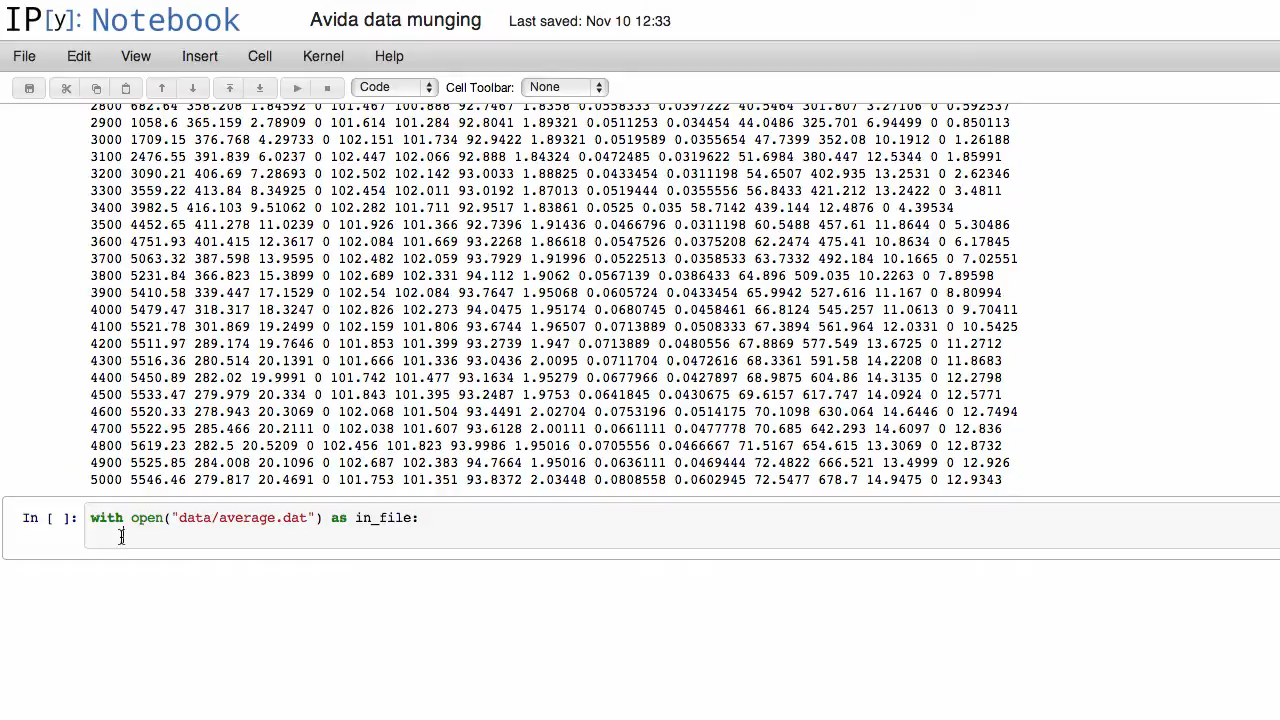 IP[y]: Notebook Avida data munging Last saved: Nov 10 12:33
File Edit View Insert Cell Kernel Help
Code Cell Toolbar: None
2800 682.64 358.208 1.84592 0 101.467 100.888 92.7467 1.8358 0.0558333 0.0397222 40.5464 301.807 3.27106 0 0.592537
2900 1058.6 365.159 2.78909 0 101.614 101.284 92.8041 1.89321 0.0511253 0.034454 44.0486 325.701 6.94499 0 0.850113
3000 1709.15 376.768 4.29733 0 102.151 101.734 92.9422 1.89321 0.0519589 0.0355654 47.7399 352.08 10.1912 0 1.26188
3100 2476.55 391.839 6.0237 0 102.447 102.066 92.888 1.84324 0.0472485 0.0319622 51.6984 380.447 12.5344 0 1.85991
3200 3090.21 406.69 7.28693 0 102.502 102.142 93.0033 1.88825 0.0433454 0.0311198 54.6507 402.935 13.2531 0 2.62346
3300 3559.22 413.84 8.34925 0 102.454 102.011 93.0192 1.87013 0.0519444 0.0355556 56.8433 421.212 13.2422 0 3.4811
3400 3982.5 416.103 9.51062 0 102.282 101.711 92.9517 1.83861 0.0525 0.035 58.7142 439.144 12.4876 0 4.39534
3500 4452.65 411.278 11.0239 0 101.926 101.366 92.7396 1.91436 0.0466796 0.0311198 60.5488 457.61 11.8644 0 5.30486
3600 4751.93 401.415 12.3617 0 102.084 101.669 93.2268 1.86618 0.0547526 0.0375208 62.2474 475.41 10.8634 0 6.17845
3700 5063.32 387.598 13.9595 0 102.482 102.059 93.7929 1.91996 0.0522513 0.0358533 63.7332 492.184 10.1665 0 7.02551
3800 5231.84 366.823 15.3899 0 102.689 102.331 94.112 1.9062 0.0567139 0.0386433 64.896 509.035 10.2263 0 7.89598
3900 5410.58 339.447 17.1529 0 102.54 102.084 93.7647 1.95068 0.0605724 0.0433454 65.9942 527.616 11.167 0 8.80994
4000 5479.47 318.317 18.3247 0 102.826 102.273 94.0475 1.95174 0.0680745 0.0458461 66.8124 545.257 11.0613 0 9.70411
4100 5521.78 301.869 19.2499 0 102.159 101.806 93.6744 1.96507 0.0713889 0.0508333 67.3894 561.964 12.0331 0 10.5425
4200 5511.97 289.174 19.7646 0 101.853 101.399 93.2739 1.947 0.0713889 0.0480556 67.8869 577.549 13.6725 0 11.2712
4300 5516.36 280.514 20.1391 0 101.666 101.336 93.0436 2.0095 0.0711704 0.0472616 68.3361 591.58 14.2208 0 11.8683
4400 5450.89 282.02 19.9991 0 101.742 101.477 93.1634 1.95279 0.0677966 0.0427897 68.9875 604.86 14.3135 0 12.2798
4500 5533.47 279.979 20.334 0 101.843 101.395 93.2487 1.9753 0.0641845 0.0430675 69.6157 617.747 14.0924 0 12.5771
4600 5520.33 278.943 20.3069 0 102.068 101.504 93.4491 2.02704 0.0753196 0.0514175 70.1098 630.064 14.6446 0 12.7494
4700 5522.95 285.466 20.2111 0 102.038 101.607 93.6128 2.00111 0.0661111 0.0477778 70.685 642.293 14.6097 0 12.836
4800 5619.23 282.5 20.5209 0 102.456 101.823 93.9986 1.95016 0.0705556 0.0466667 71.5167 654.615 13.3069 0 12.8732
4900 5525.85 284.008 20.1096 0 102.687 102.383 94.7664 1.95016 0.0636111 0.0469444 72.4822 666.521 13.4999 0 12.926
5000 5546.46 279.817 20.4691 0 101.753 101.351 93.8372 2.03448 0.0808558 0.0602945 72.5477 678.7 14.9475 0 12.9343
In [ ]: with open("data/average.dat") as in_file: